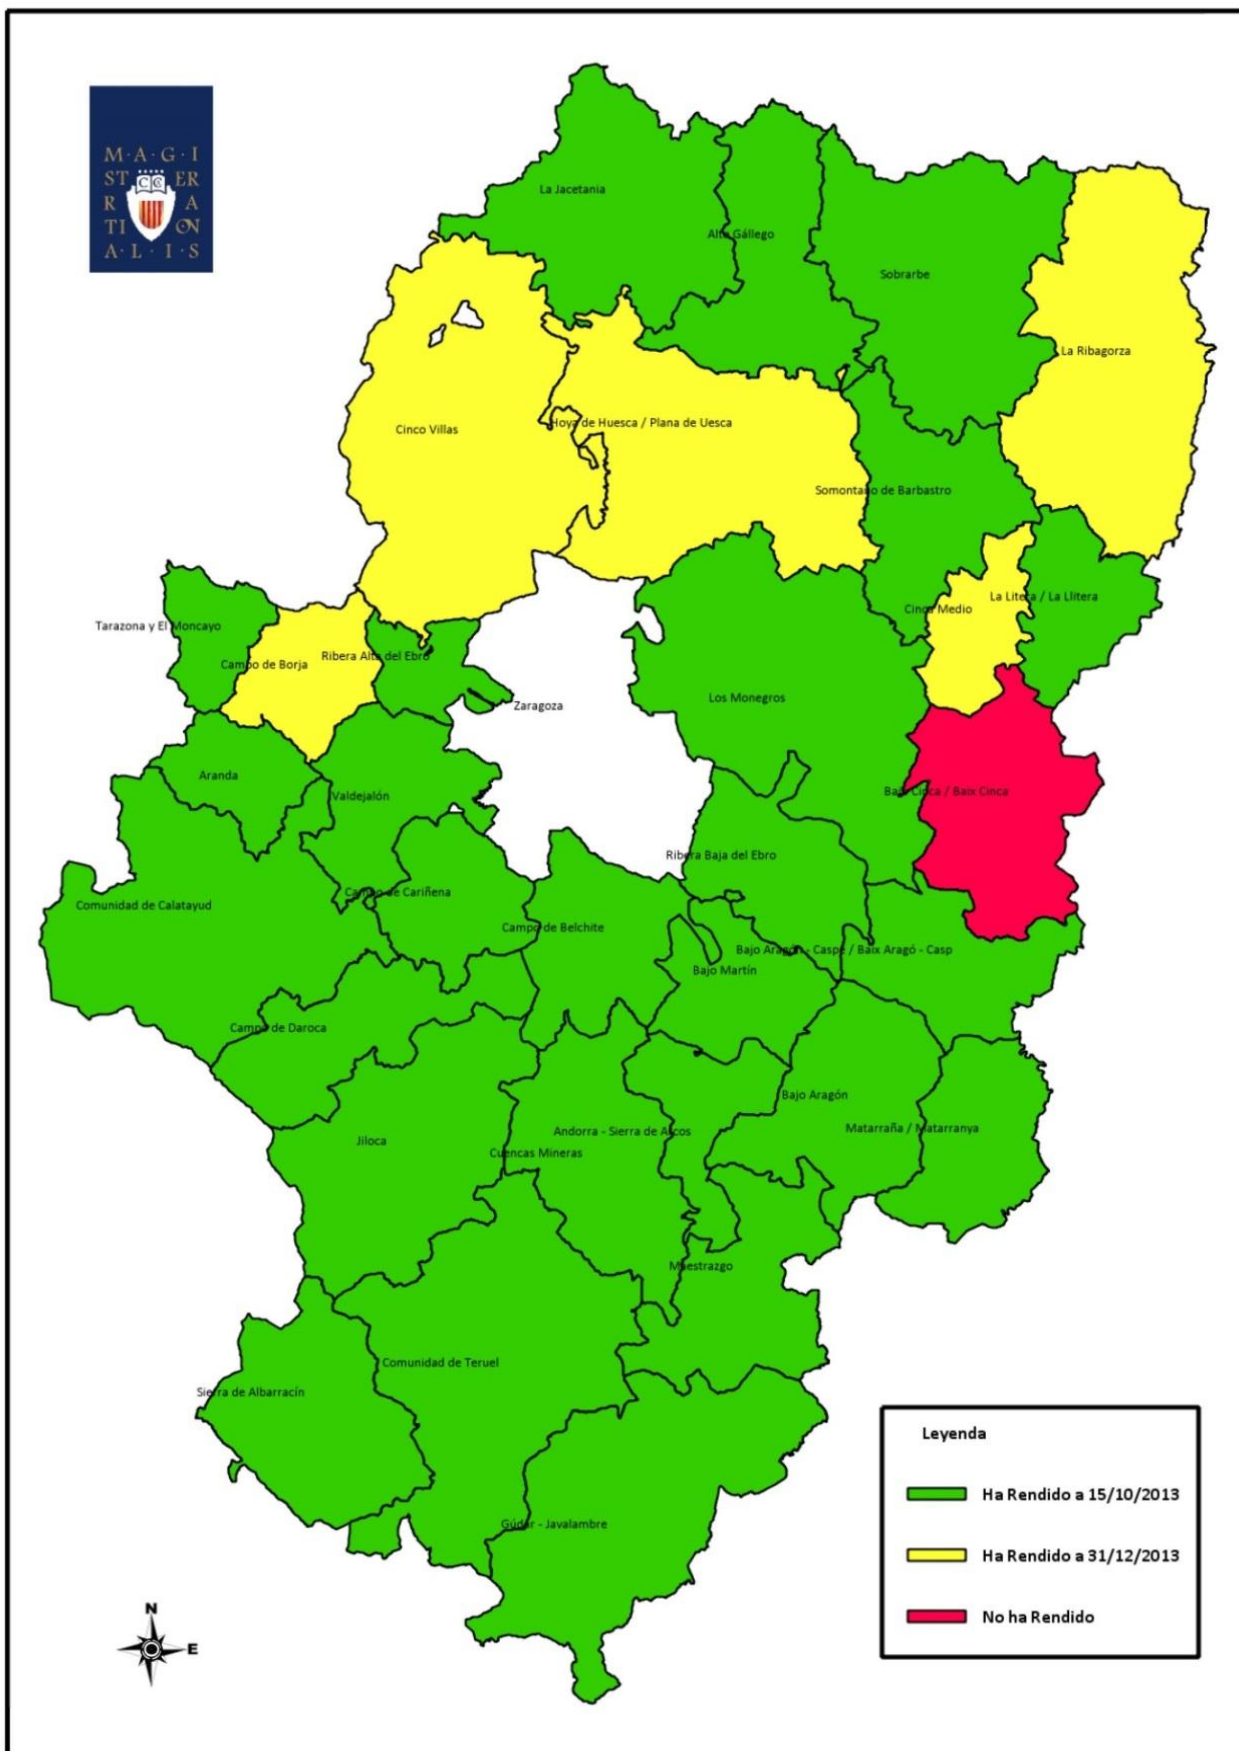 M·A·G·I
ST ER
R A
TI ON
A·L·I·S
La Jacetania
Alto Gállego
Sobrarbe
La Ribagorza
Cinco Villas
Hoya de Huesca / Plana de Uesca
Somontano de Barbastro
La Litera / La Llitera
Cinca Medio
Tarazona y El Moncayo
Ribera Alta del Ebro
Campo de Borja
Los Monegros
Zaragoza
Aranda
Valdejalón
Bajo Cinca / Baix Cinca
Ribera Baja del Ebro
Campo de Cariñena
Comunidad de Calatayud
Campo de Belchite
Bajo Aragón - Caspe / Baix Aragó - Casp
Bajo Martín
Campo de Daroca
Bajo Aragón
Matarraña / Matarranya
Andorra - Sierra de Arcos
Jiloca
Cuencas Mineras
Maestrazgo
Comunidad de Teruel
Sierra de Albarracín
Gúdar - Javalambre
Leyenda
Ha Rendido a 15/10/2013
Ha Rendido a 31/12/2013
No ha Rendido
N
E